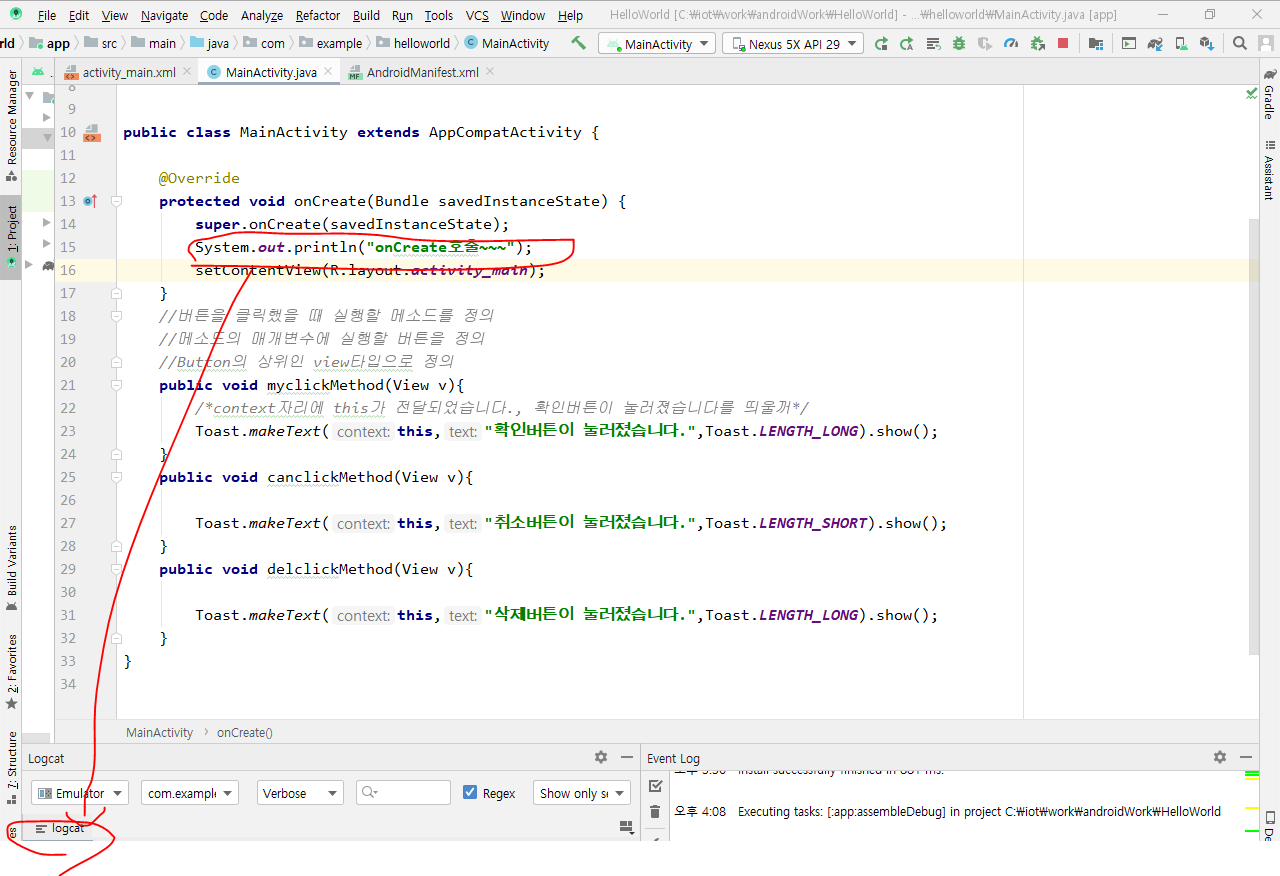 File Edit View Navigate Code Analyze Refactor Build Run Tools VCS Window Help HelloWorld [C:₩iot₩work₩androidWork₩HelloWorld] - ...₩helloworld₩MainActivity.java [app]
rld app src main java com example helloworld MainActivity MainActivity Nexus 5X API 29
activity_main.xml MainActivity.java AndroidManifest.xml
Resource Manager
1: Project
Build Variants
2: Favorites
7: Structure
Gradle
Assistant
8
9
10 public class MainActivity extends AppCompatActivity {
11
12 @Override
13 protected void onCreate(Bundle savedInstanceState) {
14 super.onCreate(savedInstanceState);
15 System.out.println("onCreate호출~~~");
16 setContentView(R.layout.activity_main);
17 }
18 //버튼을 클릭했을 때 실행할 메소드를 정의
19 //메소드의 매개변수에 실행할 버튼을 정의
20 //Button의 상위인 view타입으로 정의
21 public void myclickMethod(View v){
22 /*context자리에 this가 전달되었습니다., 확인버튼이 눌러졌습니다를 띄울꺼*/
23 Toast.makeText( context: this, text: "확인버튼이 눌러졌습니다.",Toast.LENGTH_LONG).show();
24 }
25 public void canclickMethod(View v){
26
27 Toast.makeText( context: this, text: "취소버튼이 눌러졌습니다.",Toast.LENGTH_SHORT).show();
28 }
29 public void delclickMethod(View v){
30
31 Toast.makeText( context: this, text: "삭제버튼이 눌러졌습니다.",Toast.LENGTH_LONG).show();
32 }
33 }
34
MainActivity › onCreate()
Logcat
Emulator com.exampl Verbose Regex Show only se
logcat
Event Log
Install successfully finished in
오후 4:08 Executing tasks: [:app:assembleDebug] in project C:₩iot₩work₩androidWork₩HelloWorld